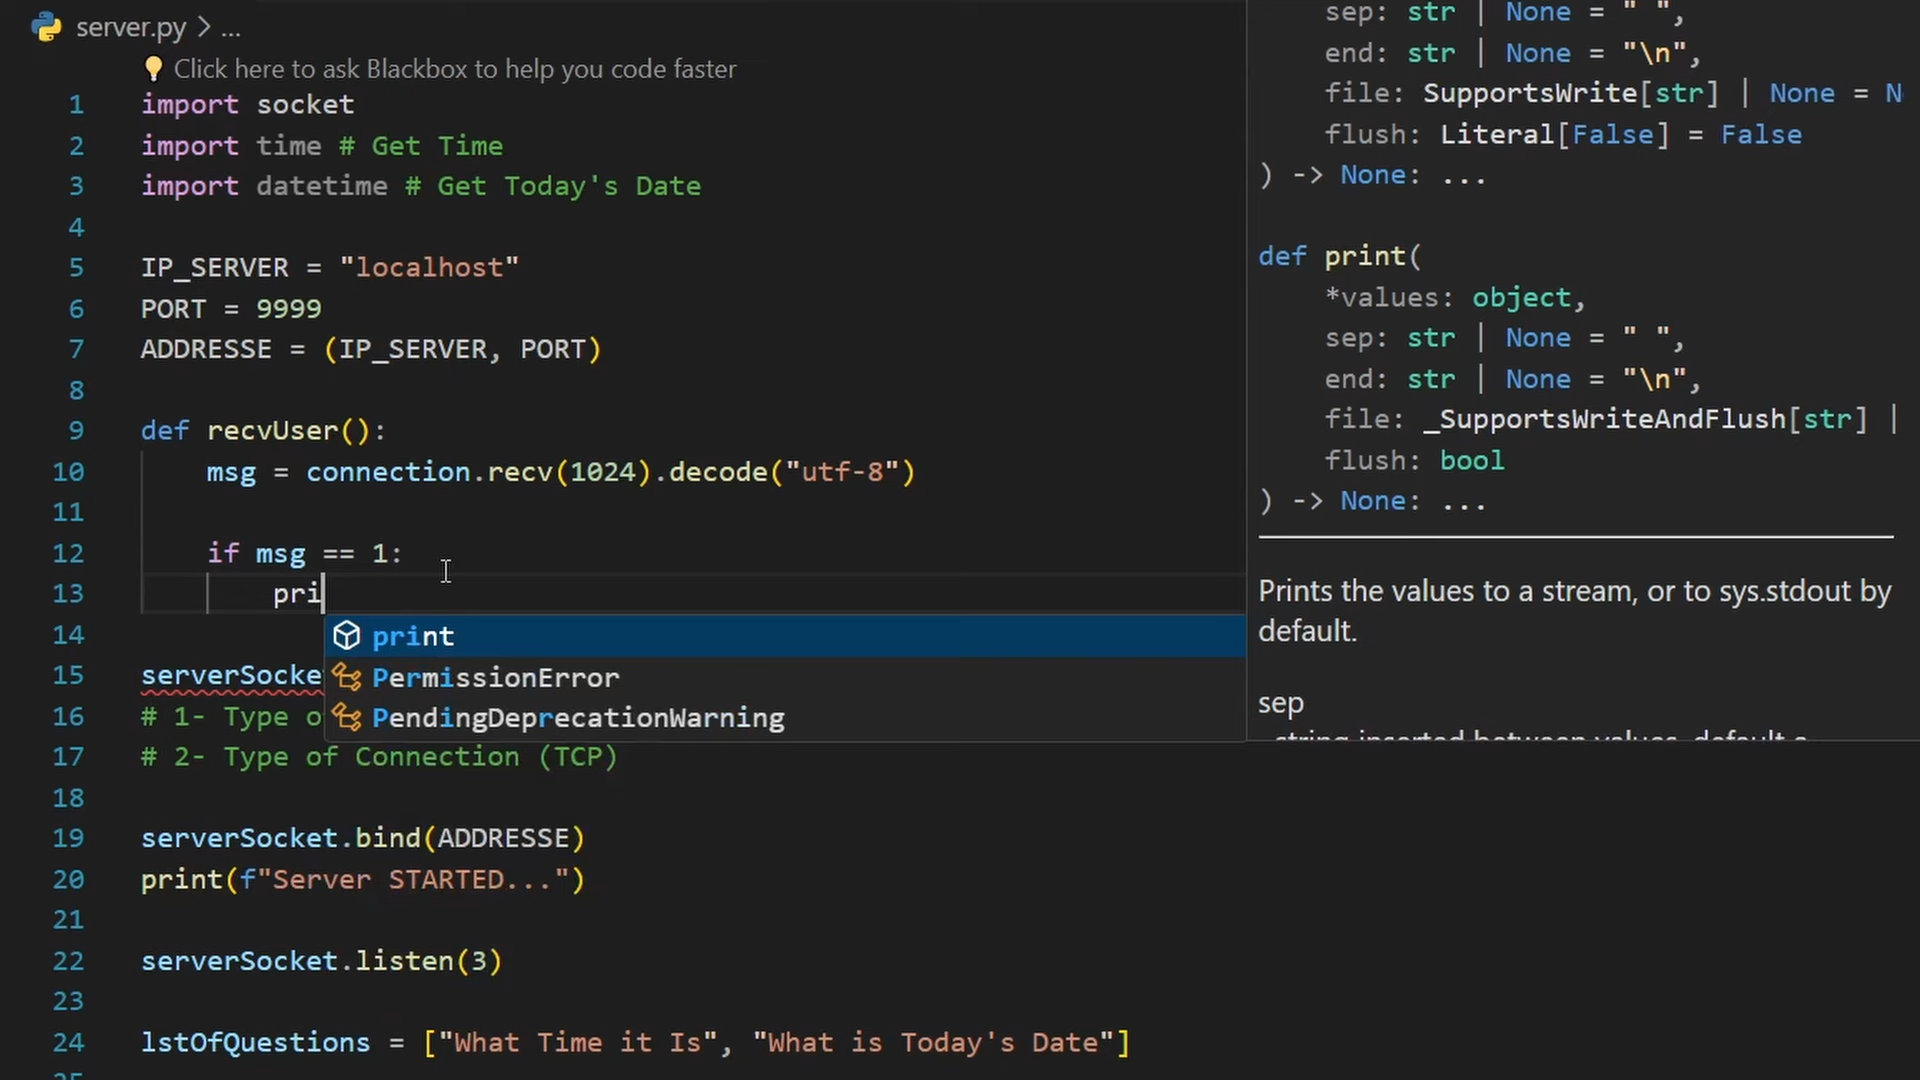 server.py > ...
Click here to ask Blackbox to help you code faster
1 import socket
2 import time # Get Time
3 import datetime # Get Today's Date
4
5 IP_SERVER = "localhost"
6 PORT = 9999
7 ADDRESSE = (IP_SERVER, PORT)
8
9 def recvUser():
10 msg = connection.recv(1024).decode("utf-8")
11
12 if msg == 1:
13 pri
print
PermissionError
PendingDeprecationWarning
14
15 serverSocke
16 # 1- Type o
17 # 2- Type of Connection (TCP)
18
19 serverSocket.bind(ADDRESSE)
20 print(f"Server STARTED...")
21
22 serverSocket.listen(3)
23
24 lstOfQuestions = ["What Time it Is", "What is Today's Date"]
sep: str | None = " ",
end: str | None = "\n",
file: SupportsWrite[str] | None = N
flush: Literal[False] = False
) -> None: ...
def print(
*values: object,
sep: str | None = " ",
end: str | None = "\n",
file: _SupportsWriteAndFlush[str] |
flush: bool
) -> None: ...
Prints the values to a stream, or to sys.stdout by
default.
sep
string inserted between values, default a